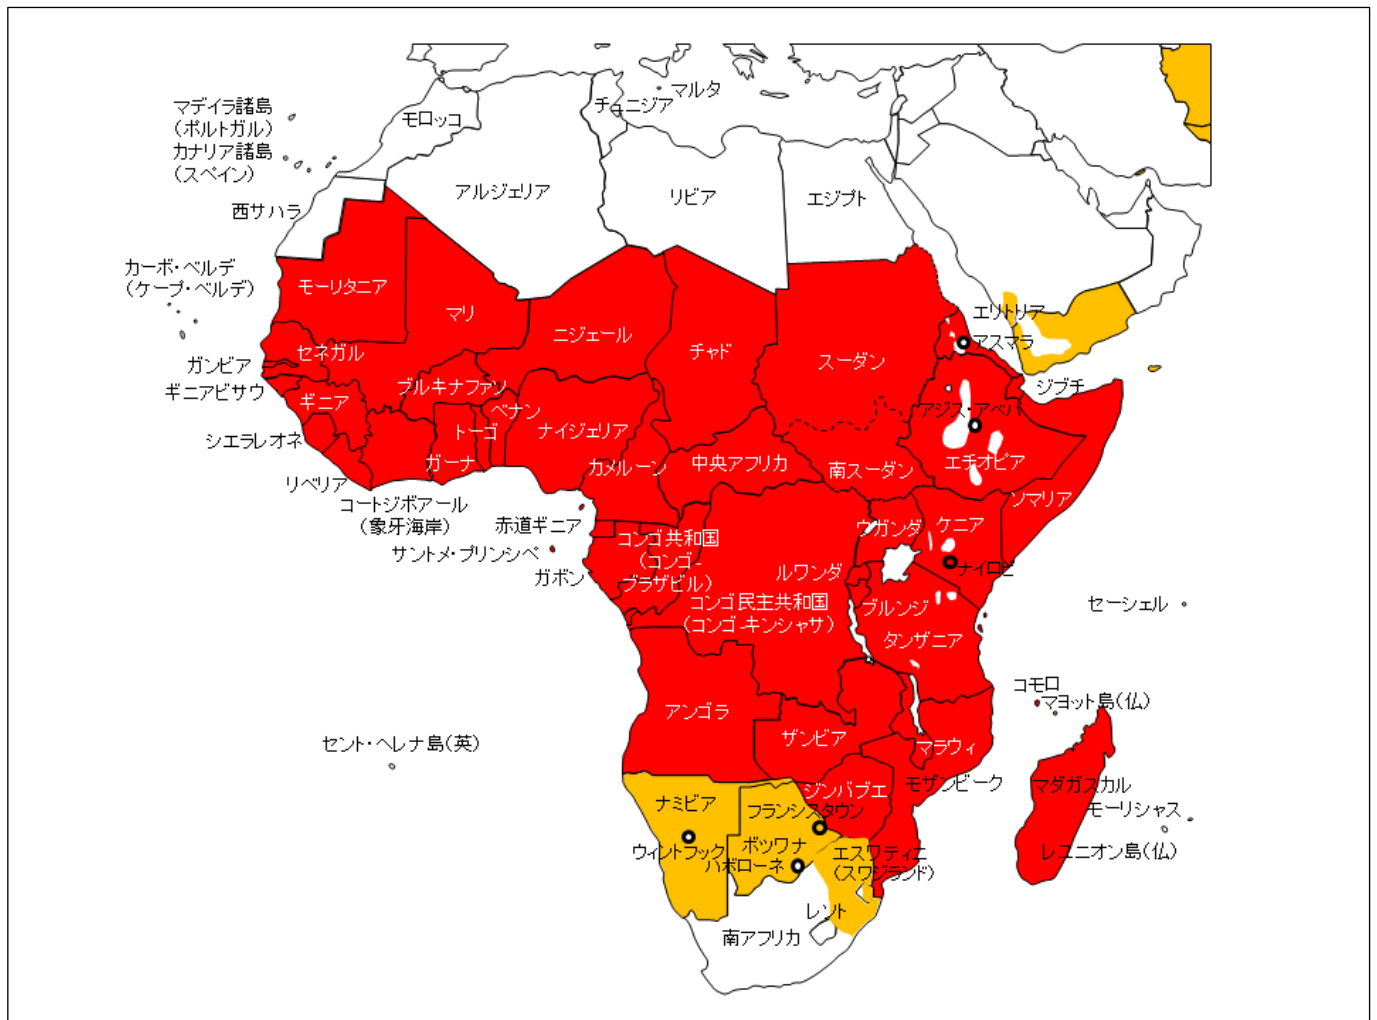 マルタ
チュニジア
マデイラ諸島
(ポルトガル)
モロッコ
カナリア諸島
(スペイン)
アルジェリア
リビア
エジプト
西サハラ
カーボ・ベルデ
(ケープ・ベルデ)
モーリタニア
マリ
ニジェール
チャド
スーダン
エリトリア
アスマラ
セネガル
ガンビア
ギニアビサウ
ギニア
ブルキナファソ
ベナン
トーゴ
ナイジェリア
ジブチ
アジス・アベバ
シエラレオネ
ガーナ
カメルーン
中央アフリカ
南スーダン
エチオピア
リベリア
コートジボアール
(象牙海岸)
ソマリア
赤道ギニア
サントメ・プリンシペ
ガボン
コンゴ共和国
(コンゴ-
ブラザビル)
ウガンダ
ケニア
ナイロビ
ルワンダ
コンゴ民主共和国
(コンゴ-キンシャサ)
ブルンジ
タンザニア
セーシェル
コモロ
マヨット島(仏)
アンゴラ
ザンビア
マラウィ
セント・ヘレナ島(英)
モザンビーク
ジンバブエ
マダガスカル
モーリシャス
レユニオン島(仏)
ナミビア
フランシスタウン
ウィントフック
ボツワナ
ハボローネ
エスワティニ
(スワジランド)
レソト
南アフリカ